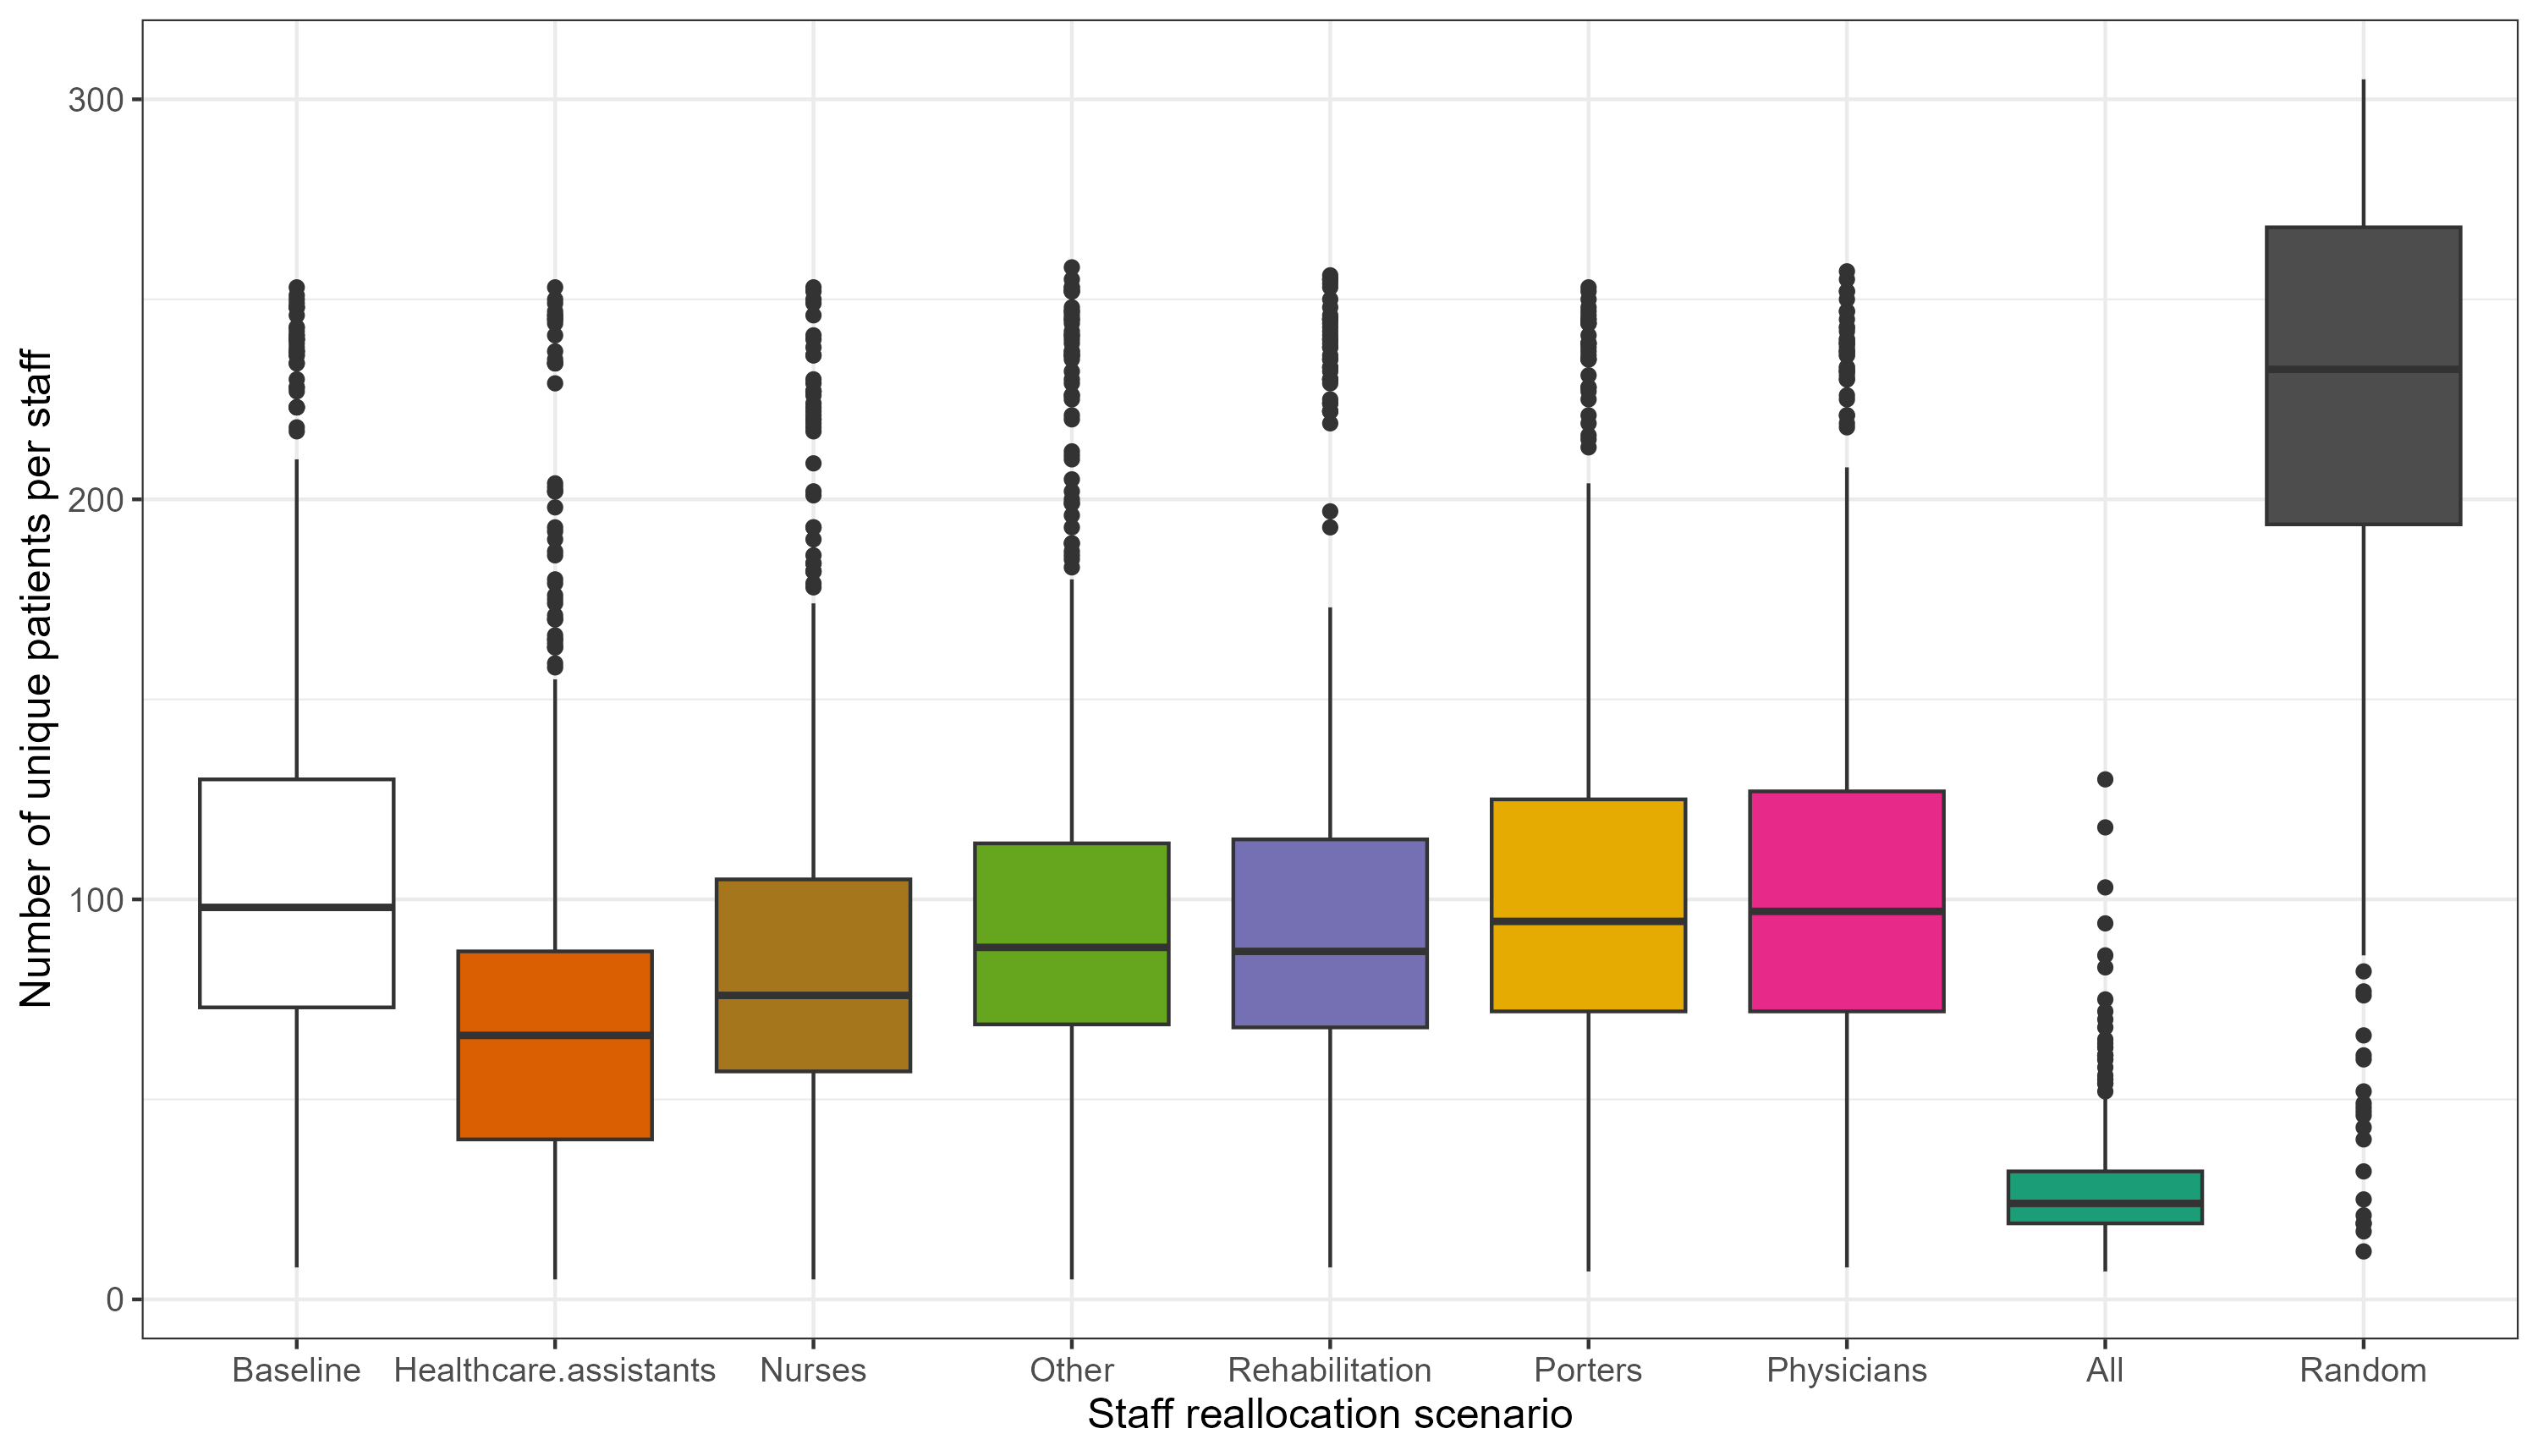 Number of unique patients per staff
300
200
100
0
Baseline Healthcare.assistants Nurses Other Rehabilitation Porters Physicians All Random
Staff reallocation scenario